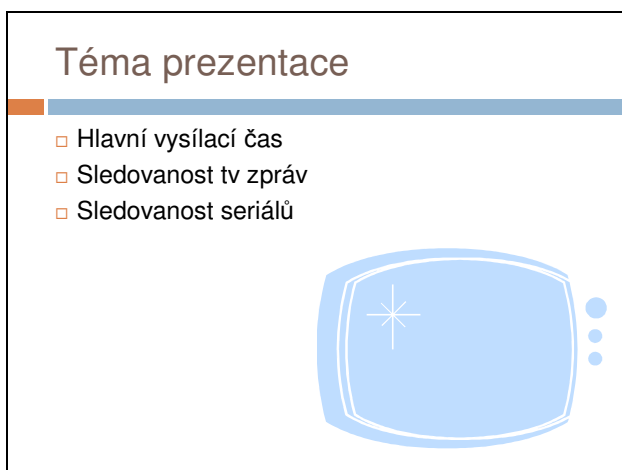 Téma prezentace
Hlavní vysílací čas
Sledovanost tv zpráv
Sledovanost seriálů